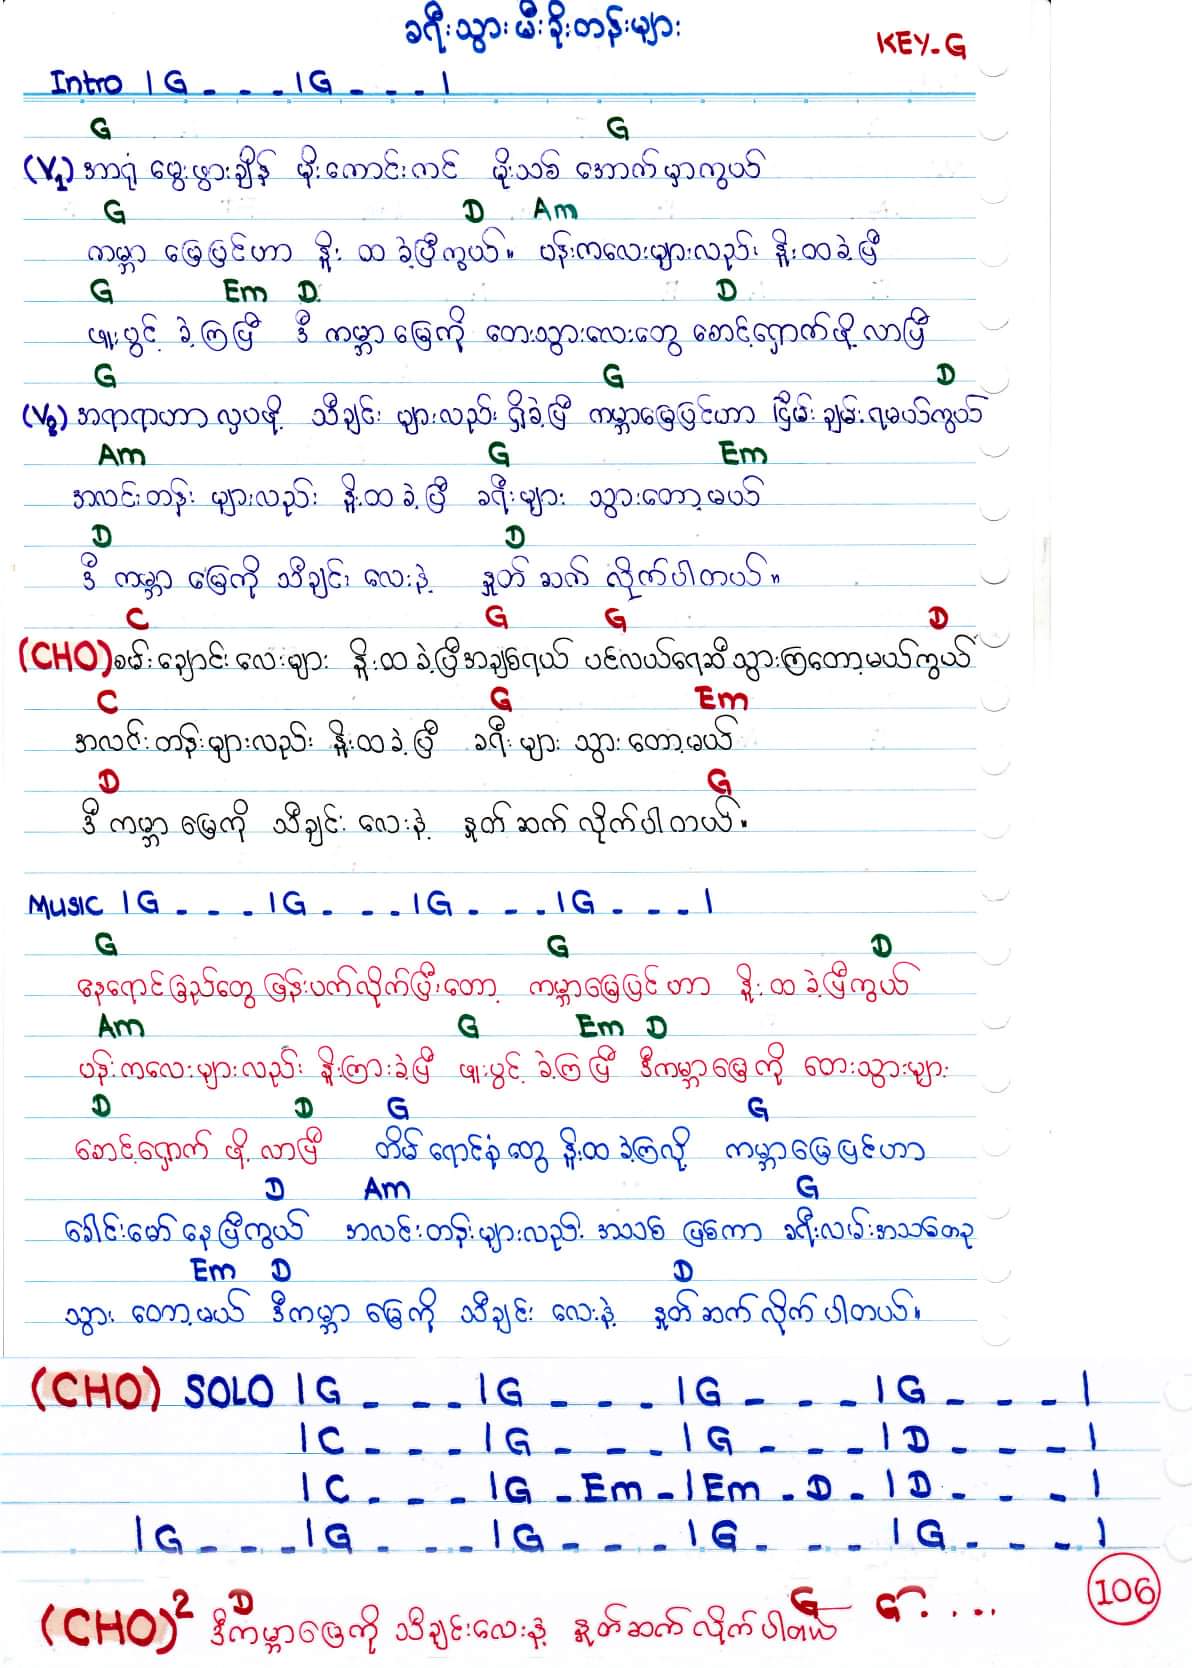 ခရီးသွားမီးခိုးတန်းများ
KEY-G
Intro | G - - - | G - - - |
G G
(V1) အာရုံ မွေးဖွားချိန် မိုးကောင်းကင် မိုးသစ် အောက်မှာကွယ်
G D Am
ကမ္ဘာ မြေပြင်ဟာ နိုး ထ ခဲ့ပြီကွယ်။ ပန်းကလေးများလည်း နိုးထခဲ့ပြီ
G Em D D
ဖူးပွင့် ခဲ့ကြပြီ ဒီ ကမ္ဘာမြေကို တေးသွားလေးတွေ စောင့်ရှောက်ဖို့ လာပြီ
G G D
(V2) အရာရာဟာ လှပဖို့ သီချင်း များလည်း ရှိခဲ့ပြီ ကမ္ဘာမြေပြင်ဟာ ငြိမ်းချမ်းရမယ်ကွယ်
Am G Em
အလင်းတန်း များလည်း နိုးထခဲ့ပြီ ခရီးများ သွားတော့မယ်
D D
ဒီ ကမ္ဘာ မြေကို သီချင်း လေးနဲ့ နှုတ်ဆက် လိုက်ပါတယ်။
C G G D
(CHO) စမ်းချောင်းလေးများ နိုးထခဲ့ပြီအချစ်ရယ် ပင်လယ်ရေဆီသွားကြတော့မယ်ကွယ်
C G Em
အလင်းတန်းများလည်း နိုးထခဲ့ပြီ ခရီးများ သွားတော့မယ်
D G
ဒီ ကမ္ဘာမြေကို သီချင်း လေးနဲ့ နှုတ်ဆက်လိုက်ပါတယ်။
MUSIC | G - - - | G - - - | G - - - | G - - - |
G G D
နေရောင်ခြည်တွေ ဖြန်းပက်လိုက်ပြီးတော့ ကမ္ဘာမြေပြင်ဟာ နိုး ထ ခဲ့ပြီကွယ်
Am G Em D
ပန်းကလေးများလည်း နိုးကြားခဲ့ပြီ ဖူးပွင့် ခဲ့ကြပြီ ဒီကမ္ဘာမြေကို တေးသွားများ
D D G G
စောင့်ရှောက် ဖို့ လာပြီ တိမ်ရောင်စုံတွေ နိုးထခဲ့ကြလို့ ကမ္ဘာမြေပြင်ဟာ
D Am G
ခေါင်းမော်နေပြီကွယ် အလင်းတန်းများလည်း အသစ် ဖြစ်ကာ ခရီးလမ်းအသစ်တခု
Em D D
သွား တော့မယ် ဒီကမ္ဘာမြေကို သီချင်း လေးနဲ့ နှုတ်ဆက်လိုက်ပါတယ်။
(CHO) SOLO | G - - - | G - - - | G - - - | G - - - |
| C - - - | G - - - | G - - - | D - - - |
| C - - - | G - Em - | Em - D - | D - - - |
| G - - - | G - - - | G - - - | G - - - | G - - - |
106
D G
(CHO)2 ဒီကမ္ဘာမြေကို သီချင်းလေးနဲ့ နှုတ်ဆက်လိုက်ပါတယ်